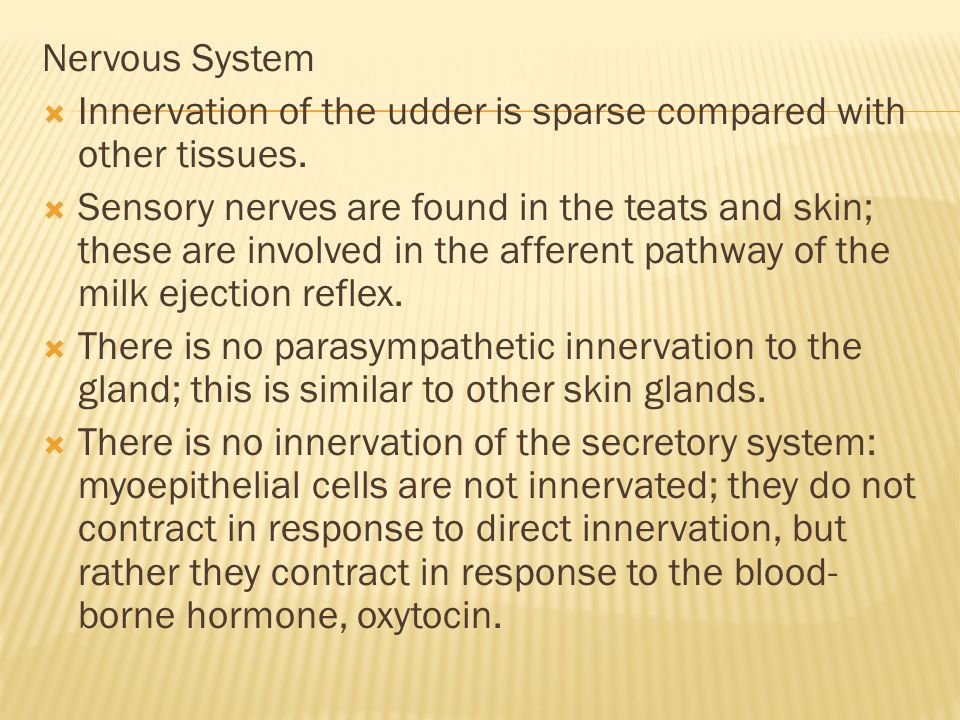 Nervous System
Innervation of the udder is sparse compared with
other tissues.
Sensory nerves are found in the teats and skin;
these are involved in the afferent pathway of the
milk ejection reflex.
There is no parasympathetic innervation to the
gland; this is similar to other skin glands.
There is no innervation of the secretory system:
myoepithelial cells are not innervated; they do not
contract in response to direct innervation, but
rather they contract in response to the blood-
borne hormone, oxytocin.